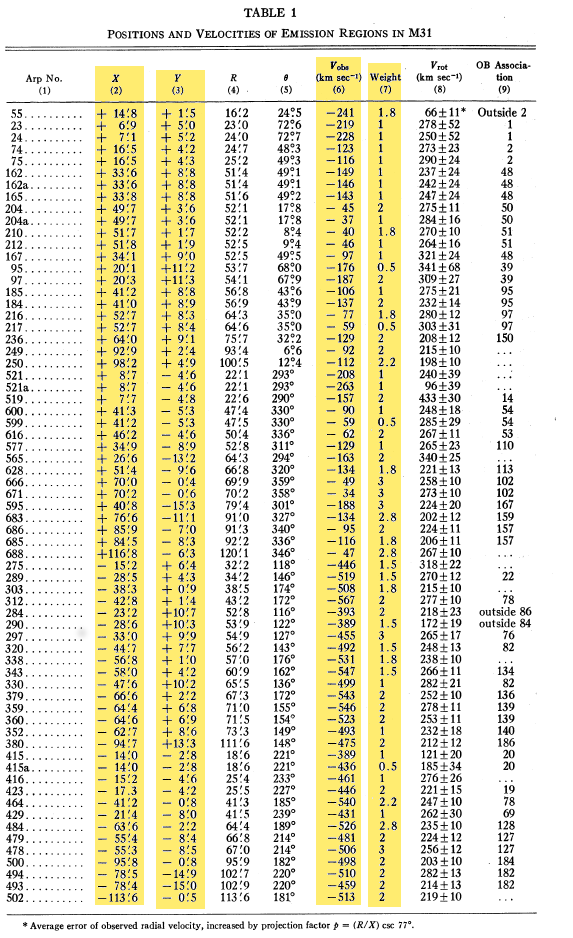 TABLE 1
POSITIONS AND VELOCITIES OF EMISSION REGIONS IN M31
Arp No. (1) X (2) Y (3) R (4) θ (5) Vobs (km sec⁻¹) (6) Weight (7) Vrot (km sec⁻¹) (8) OB Association (9)
55.......... + 14′.8 + 1′.5 16′.2 24°.5 −241 1.8 66±11* Outside 2
23.......... + 6′.9 + 5′.0 23′.0 72°.6 −219 1 278±52 1
24.......... + 7′.1 + 5′.2 24′.0 72°.7 −228 1 250±52 1
74.......... + 16′.5 + 4′.2 24′.7 48°.3 −123 1 273±23 2
75.......... + 16′.5 + 4′.3 25′.2 49°.3 −116 1 290±24 2
162.......... + 33′.6 + 8′.8 51′.4 49°.1 −149 1 237±24 48
162a.......... + 33′.6 + 8′.8 51′.4 49°.1 −146 1 242±24 48
165.......... + 33′.8 + 8′.8 51′.6 49°.2 −143 1 247±24 48
204.......... + 49′.7 + 3′.6 52′.1 17°.8 − 45 2 275±11 50
204a.......... + 49′.7 + 3′.6 52′.1 17°.8 − 37 1 284±16 50
210.......... + 51′.7 + 1′.7 52′.2 8°.4 − 40 1.8 270±10 51
212.......... + 51′.8 + 1′.9 52′.5 9°.4 − 46 1 264±16 51
167.......... + 34′.1 + 9′.0 52′.5 49°.5 − 97 1 321±24 48
95.......... + 20′.1 +11′.2 53′.7 68°.0 −176 0.5 341±68 39
97.......... + 20′.3 +11′.3 54′.1 67°.9 −187 2 309±27 39
185.......... + 41′.2 + 8′.8 56′.8 43°.6 −106 1 275±21 95
184.......... + 41′.0 + 8′.9 56′.9 43°.9 −137 2 232±14 95
216.......... + 52′.7 + 8′.3 64′.3 35°.0 − 77 1.8 280±12 97
217.......... + 52′.7 + 8′.4 64′.6 35°.0 − 59 0.5 303±31 97
236.......... + 64′.0 + 9′.1 75′.7 32°.2 −129 2 208±12 150
249.......... + 92′.9 + 2′.4 93′.4 6°.6 − 92 2 215±10 ...
250.......... + 98′.2 + 4′.9 100′.5 12°.4 −112 2.2 198±10 ...
521.......... + 8′.7 − 4′.6 22′.1 293° −208 1 240±39 ...
521a.......... + 8′.7 − 4′.6 22′.1 293° −263 1 96±39 ...
519.......... + 7′.7 − 4′.8 22′.6 290° −157 2 433±30 14
600.......... + 41′.3 − 5′.3 47′.4 330° − 90 1 248±18 54
599.......... + 41′.2 − 5′.3 47′.5 330° − 59 0.5 285±29 54
616.......... + 46′.2 − 4′.6 50′.4 336° − 62 2 267±11 53
577.......... + 34′.9 − 8′.9 52′.8 311° −129 1 265±23 110
565.......... + 26′.6 −13′.2 64′.3 294° −163 2 340±25 ...
628.......... + 51′.4 − 9′.6 66′.8 320° −134 1.8 221±13 113
666.......... + 70′.0 − 0′.4 69′.9 359° − 49 3 258±10 102
671.......... + 70′.2 − 0′.6 70′.2 358° − 34 3 273±10 102
595.......... + 40′.8 −15′.3 79′.4 301° −188 3 224±20 167
683.......... + 76′.6 −11′.1 91′.0 327° −134 2.8 202±12 159
686.......... + 85′.9 − 7′.0 91′.3 340° − 95 2 224±11 157
685.......... + 84′.5 − 8′.3 92′.2 336° −116 1.8 206±11 157
688.......... +116′.8 − 6′.3 120′.1 346° − 47 2.8 267±10 ...
275.......... − 15′.2 + 6′.4 32′.2 118° −446 1.5 318±22 ...
289.......... − 28′.5 + 4′.3 34′.2 146° −519 1.5 270±12 22
303.......... − 38′.3 + 0′.9 38′.5 174° −508 1.8 215±10 ...
312.......... − 42′.8 + 1′.4 43′.2 172° −567 2 277±10 78
284.......... − 23′.2 +10′.7 52′.8 116° −393 2 218±23 outside 86
290.......... − 28′.6 +10′.3 53′.9 122° −389 1.5 172±19 outside 84
297.......... − 33′.0 + 9′.9 54′.9 127° −455 3 265±17 76
320.......... − 44′.7 + 7′.7 56′.2 143° −492 1.5 248±13 82
338.......... − 56′.8 + 1′.0 57′.0 176° −531 1.8 238±10 ...
343.......... − 58′.0 + 4′.2 60′.9 162° −547 1.5 266±11 134
330.......... − 47′.6 +10′.2 65′.5 136° −499 1 282±21 82
379.......... − 66′.6 + 2′.2 67′.3 172° −543 2 252±10 136
359.......... − 64′.4 + 6′.8 71′.0 155° −546 2 278±11 139
360.......... − 64′.6 + 6′.9 71′.5 154° −523 2 253±11 139
352.......... − 62′.7 + 8′.6 73′.3 149° −493 1 232±18 140
380.......... − 94′.7 +13′.3 111′.6 148° −475 2 212±12 186
415.......... − 14′.0 − 2′.8 18′.6 221° −389 1 121±20 20
415a.......... − 14′.0 − 2′.8 18′.6 221° −436 0.5 185±34 20
416.......... − 15′.2 − 4′.6 25′.4 233° −461 1 276±26 ...
423.......... − 17.3 − 4′.2 25′.5 227° −446 2 221±15 19
464.......... − 41′.2 − 0′.8 41′.3 185° −540 2.2 247±10 78
429.......... − 21′.4 − 8′.0 41′.5 239° −431 1 262±30 69
484.......... − 63′.6 − 2′.2 64′.4 189° −526 2.8 235±10 128
479.......... − 55′.4 − 8′.4 66′.8 214° −481 2 224±12 127
478.......... − 55′.3 − 8′.5 67′.0 214° −506 3 256±12 127
500.......... − 95′.8 − 0′.8 95′.9 182° −498 2 203±10 184
494.......... − 78′.5 −14′.9 102′.7 220° −510 2 282±13 182
493.......... − 78′.4 −15′.0 102′.9 220° −459 2 214±13 182
502.......... −113′.6 − 0′.5 113′.6 181° −513 2 219±10 ...
* Average error of observed radial velocity, increased by projection factor p = (R/X) csc 77°.